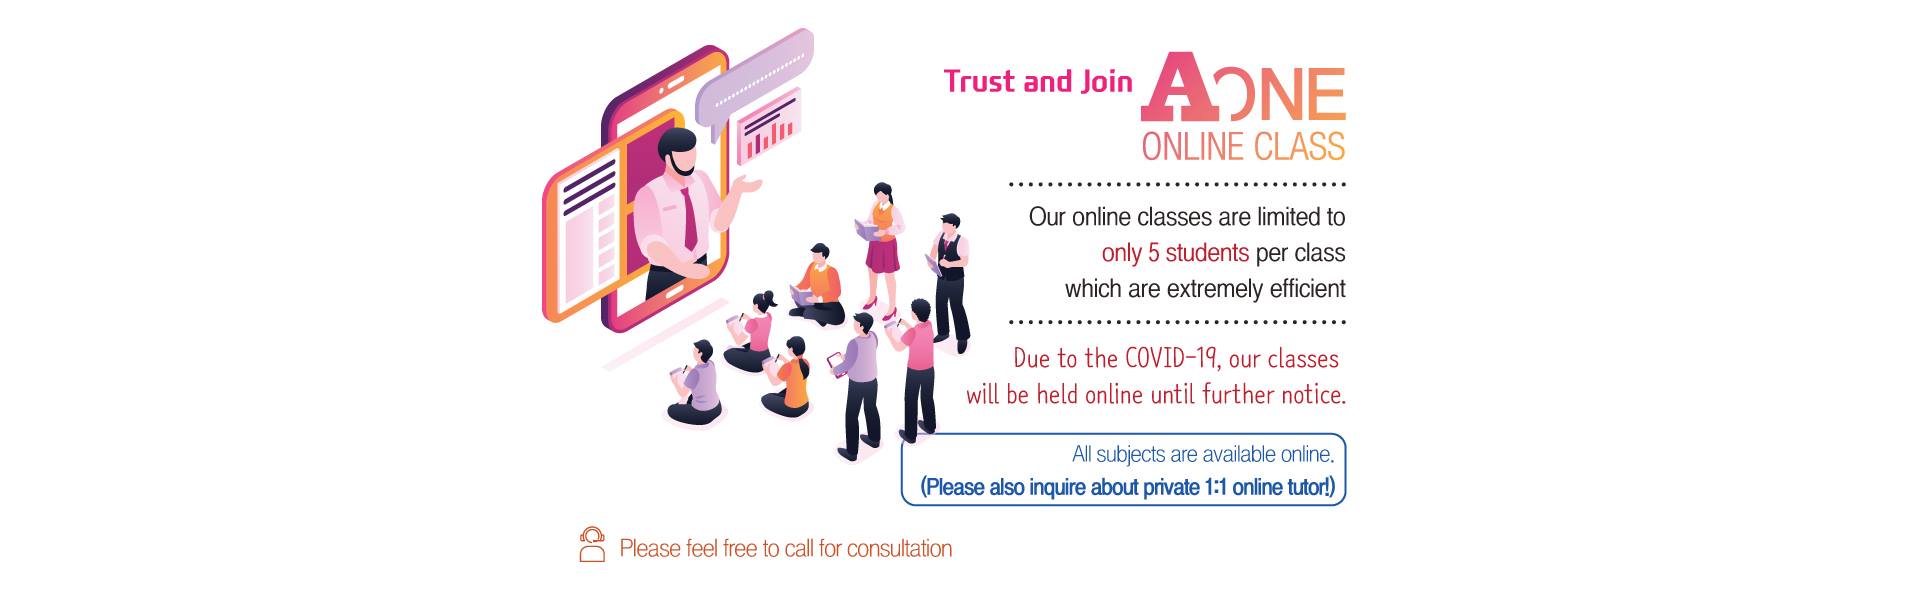 Trust and Join AONE
ONLINE CLASS
Our online classes are limited to
only 5 students per class
which are extremely efficient
Due to the COVID-19, our classes
will be held online until further notice.
All subjects are available online.
(Please also inquire about private 1:1 online tutor!)
Please feel free to call for consultation